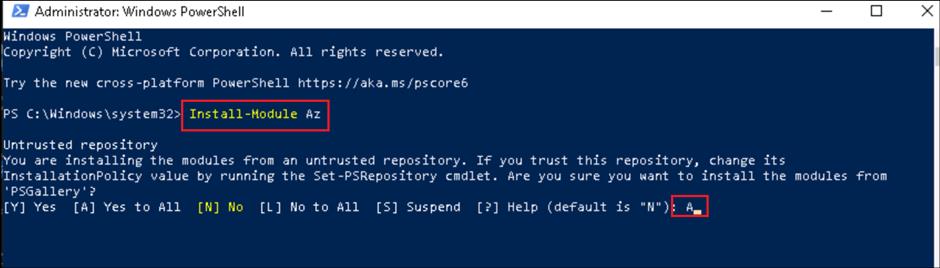 Administrator: Windows PowerShell
Windows PowerShell
Copyright (C) Microsoft Corporation. All rights reserved.
Try the new cross-platform PowerShell https://aka.ms/pscore6
PS C:\Windows\system32> Install-Module Az
Untrusted repository
You are installing the modules from an untrusted repository. If you trust this repository, change its
InstallationPolicy value by running the Set-PSRepository cmdlet. Are you sure you want to install the modules from
'PSGallery'?
[Y] Yes  [A] Yes to All  [N] No  [L] No to All  [S] Suspend  [?] Help (default is "N"): A